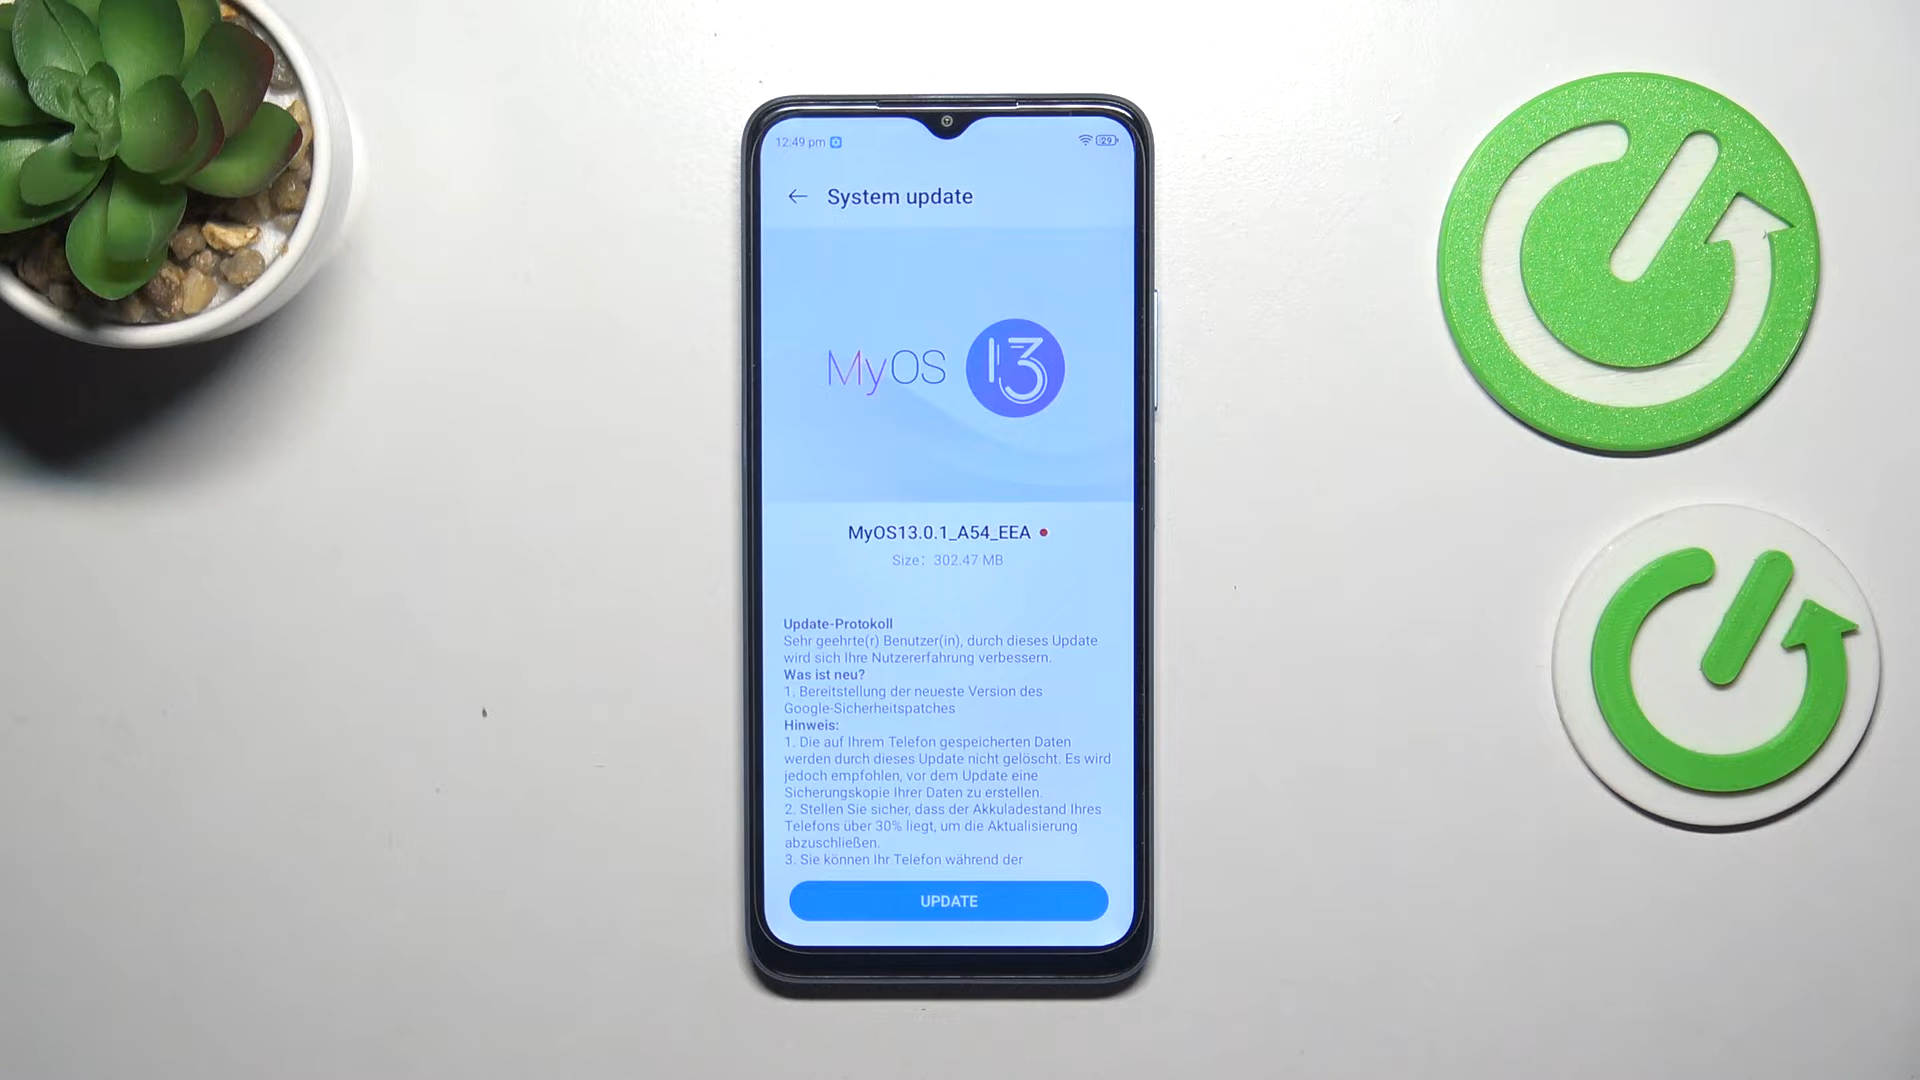 12:49 pm
29
System update
MyOS 13
MyOS13.0.1_A54_EEA
Size: 302.47 MB
Update-Protokoll
Sehr geehrte(r) Benutzer(in), durch dieses Update
wird sich Ihre Nutzererfahrung verbessern.
Was ist neu?
1. Bereitstellung der neueste Version des
Google-Sicherheitspatches
Hinweis:
1. Die auf Ihrem Telefon gespeicherten Daten
werden durch dieses Update nicht gelöscht. Es wird
jedoch empfohlen, vor dem Update eine
Sicherungskopie Ihrer Daten zu erstellen.
2. Stellen Sie sicher, dass der Akkuladestand Ihres
Telefons über 30% liegt, um die Aktualisierung
abzuschließen.
3. Sie können Ihr Telefon während der
UPDATE